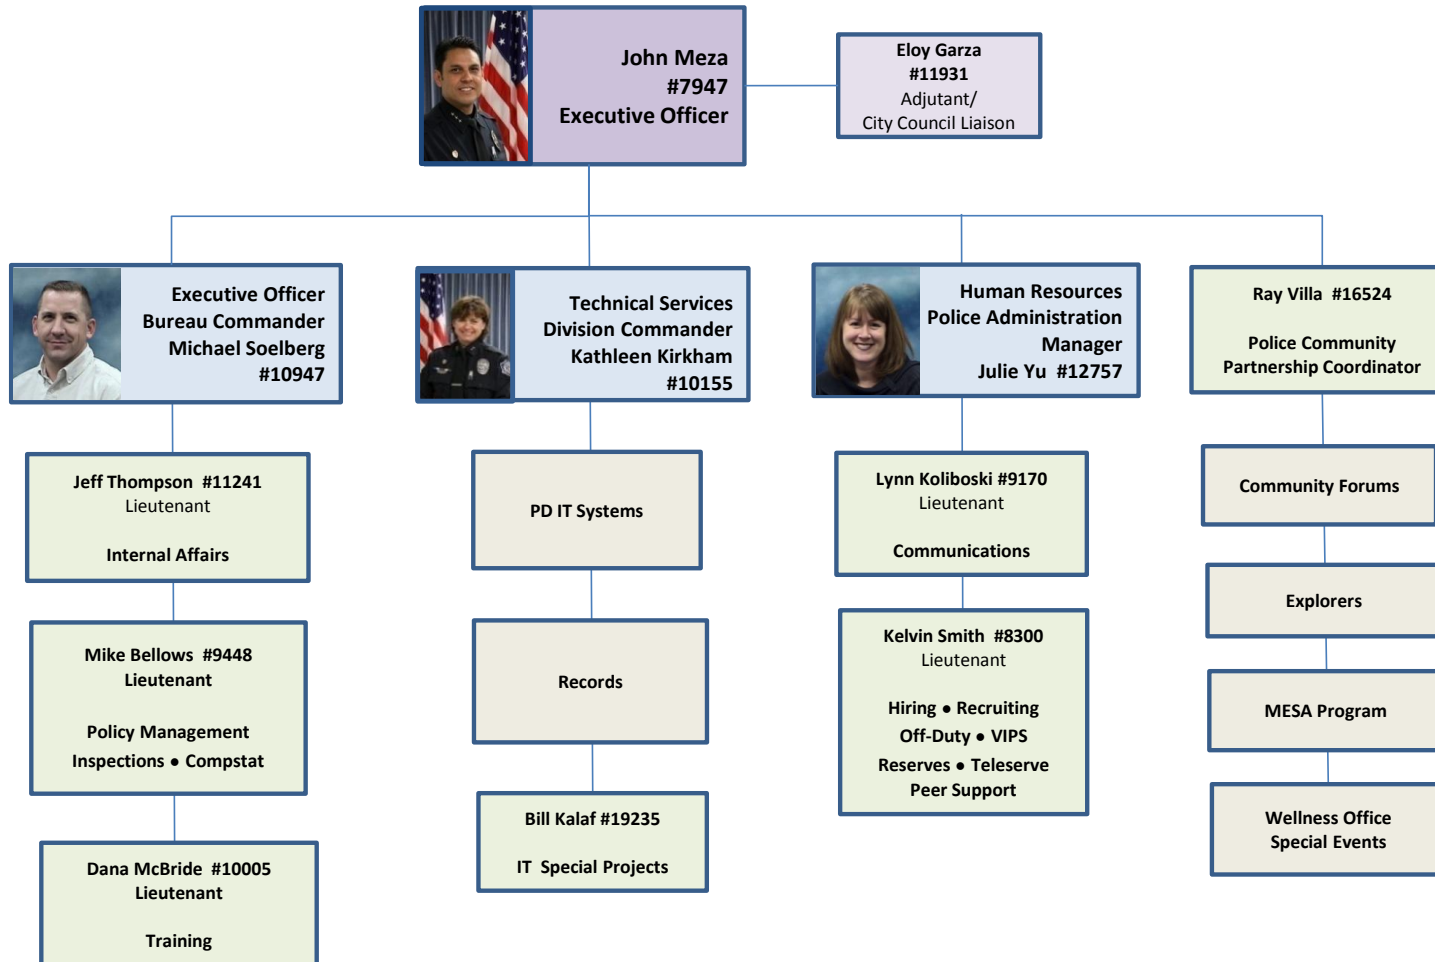 John Meza
#7947
Executive Officer
Eloy Garza
#11931
Adjutant/
City Council Liaison
Executive Officer
Bureau Commander
Michael Soelberg
#10947
Technical Services
Division Commander
Kathleen Kirkham
#10155
Human Resources
Police Administration
Manager
Julie Yu #12757
Ray Villa #16524
Police Community
Partnership Coordinator
Jeff Thompson #11241
Lieutenant
Internal Affairs
Mike Bellows #9448
Lieutenant
Policy Management
Inspections ● Compstat
Dana McBride #10005
Lieutenant
Training
PD IT Systems
Records
Bill Kalaf #19235
IT Special Projects
Lynn Koliboski #9170
Lieutenant
Communications
Kelvin Smith #8300
Lieutenant
Hiring ● Recruiting
Off-Duty ● VIPS
Reserves ● Teleserve
Peer Support
Community Forums
Explorers
MESA Program
Wellness Office
Special Events